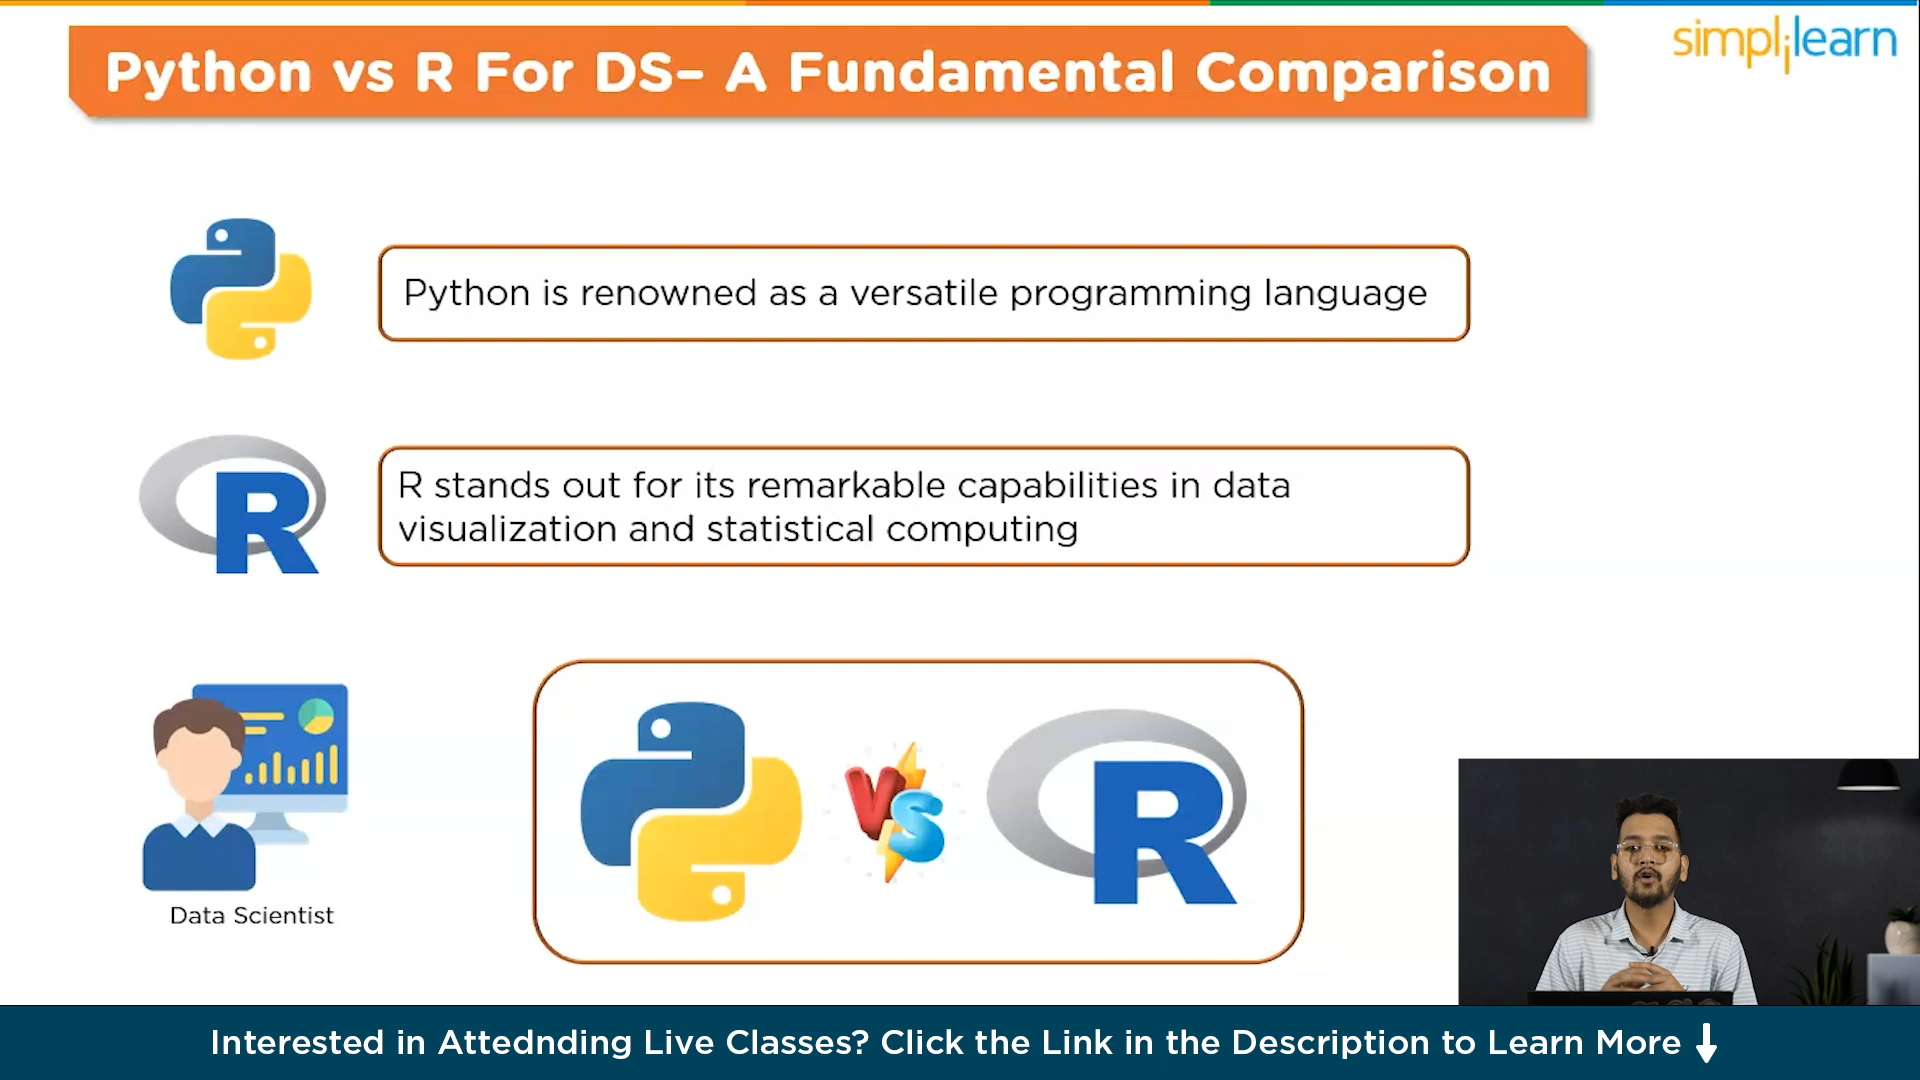 Python vs R For DS– A Fundamental Comparison
simplilearn
Python is renowned as a versatile programming language
R
R stands out for its remarkable capabilities in data
visualization and statistical computing
VS
R
Data Scientist
Interested in Attednding Live Classes? Click the Link in the Description to Learn More